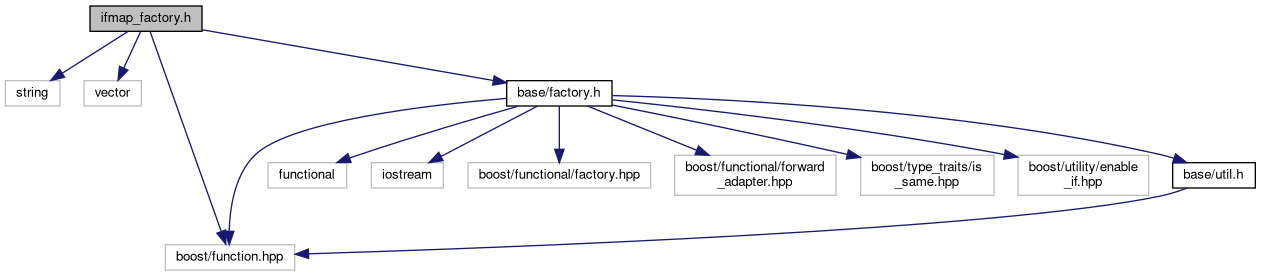 ifmap_factory.h
string
vector
base/factory.h
functional
iostream
boost/functional/factory.hpp
boost/functional/forward
_adapter.hpp
boost/type_traits/is
_same.hpp
boost/utility/enable
_if.hpp
base/util.h
boost/function.hpp